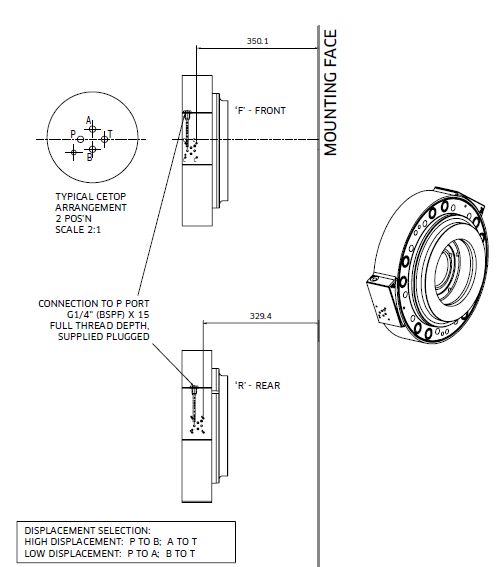 350.1
MOUNTING FACE
'F' - FRONT
A
P
T
B
TYPICAL CETOP
ARRANGEMENT
2 POS'N
SCALE 2:1
CONNECTION TO P PORT
G1/4" (BSPF) X 15
FULL THREAD DEPTH,
SUPPLIED PLUGGED
329.4
'R' - REAR
DISPLACEMENT SELECTION:
HIGH DISPLACEMENT: P TO B; A TO T
LOW DISPLACEMENT: P TO A; B TO T